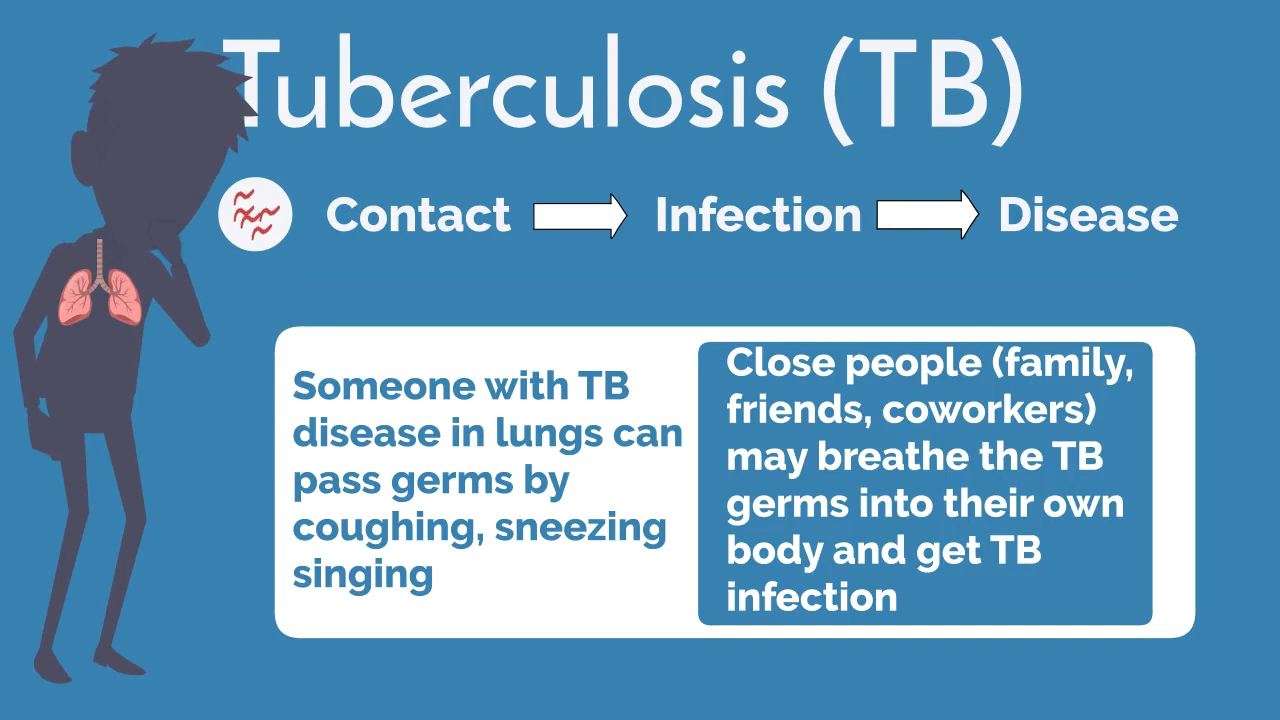 Tuberculosis (TB)
Contact Infection Disease
Someone with TB
disease in lungs can
pass germs by
coughing, sneezing
singing
Close people (family,
friends, coworkers)
may breathe the TB
germs into their own
body and get TB
infection